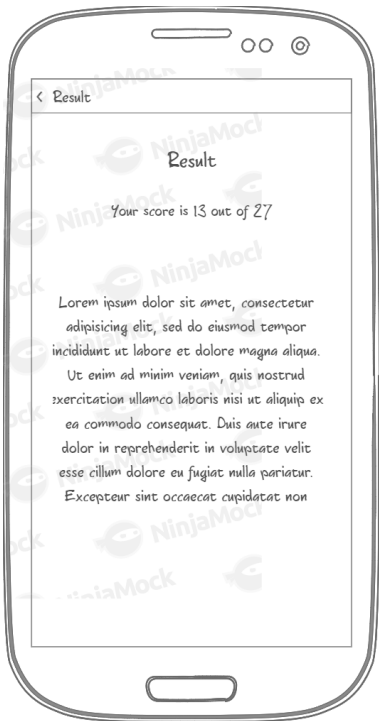 < Result
Result
Your score is 13 out of 27
Lorem ipsum dolor sit amet, consectetur
adipisicing elit, sed do eiusmod tempor
incididunt ut labore et dolore magna aliqua.
Ut enim ad minim veniam, quis nostrud
exercitation ullamco laboris nisi ut aliquip ex
ea commodo consequat. Duis aute irure
dolor in reprehenderit in voluptate velit
esse cillum dolore eu fugiat nulla pariatur.
Excepteur sint occaecat cupidatat non
NinjaMock